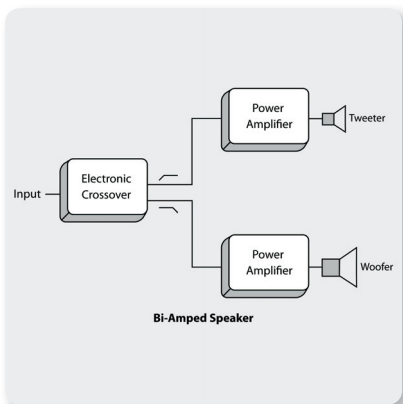 Power
Amplifier
Tweeter
Electronic
Crossover
Input
Power
Amplifier
Woofer
Bi-Amped Speaker